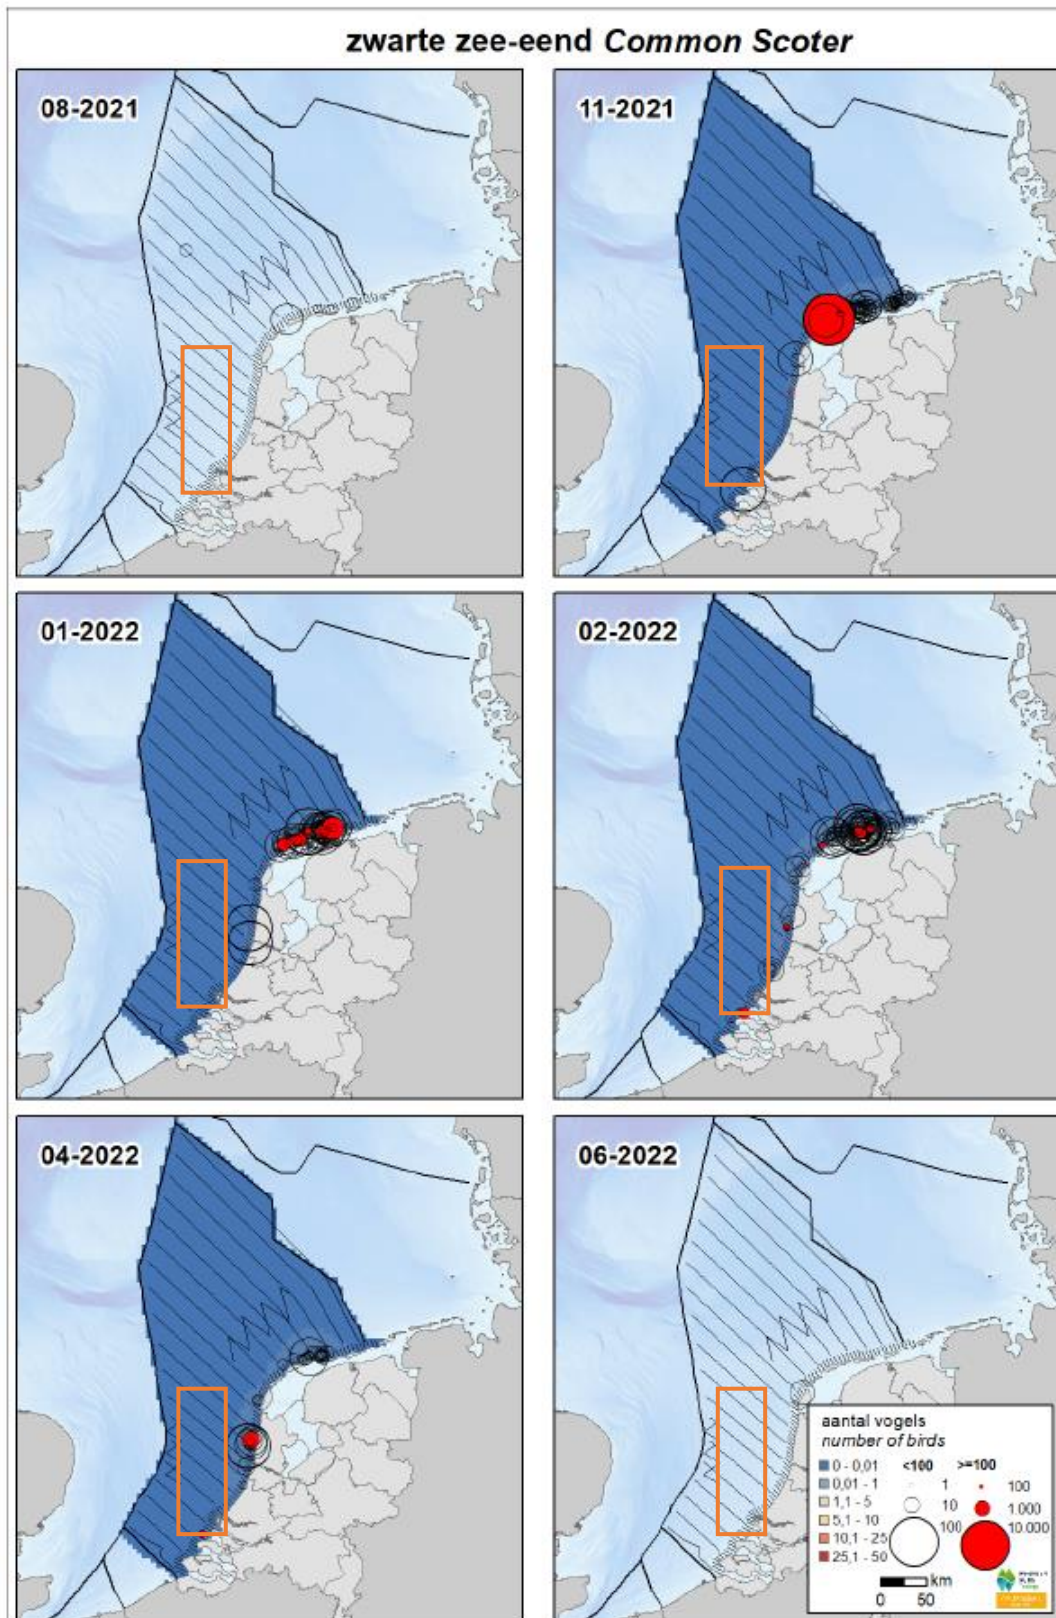 zwarte zee-eend Common Scoter
08-2021
11-2021
01-2022
02-2022
04-2022
06-2022
aantal vogels
number of birds
0 - 0,01 <100 >=100
0,01 - 1 1 100
1,1 - 5 10 1.000
5,1 - 10
10,1 - 25 100 10.000
25,1 - 50
km
0 50